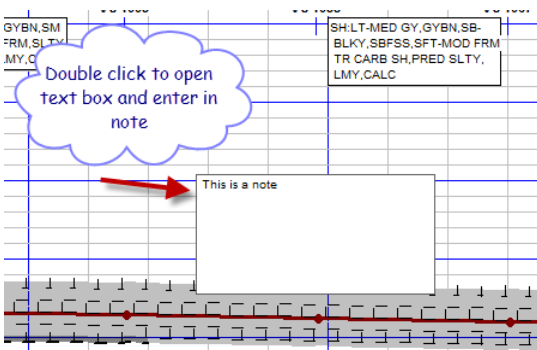 GYBN,SM
FRM,SLTY
LMY,C
SH:LT-MED GY,GYBN,SB-
BLKY,SBFSS,SFT-MOD FRM
TR CARB SH,PRED SLTY,
LMY,CALC
Double click to open
text box and enter in
note
This is a note